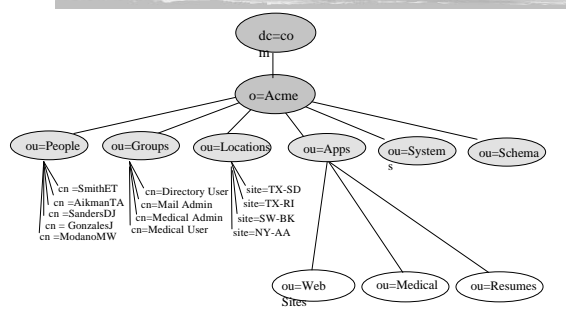 dc=co
m
o=Acme
ou=People
ou=Groups
ou=Locations
ou=Apps
ou=System
s
ou=Schema
cn =SmithET
cn =AikmanTA
cn =SandersDJ
cn = GonzalesJ
cn =ModanoMW
cn=Directory User
cn=Mail Admin
cn=Medical Admin
cn=Medical User
site=TX-SD
site=TX-RI
site=SW-BK
site=NY-AA
ou=Web
Sites
ou=Medical
ou=Resumes